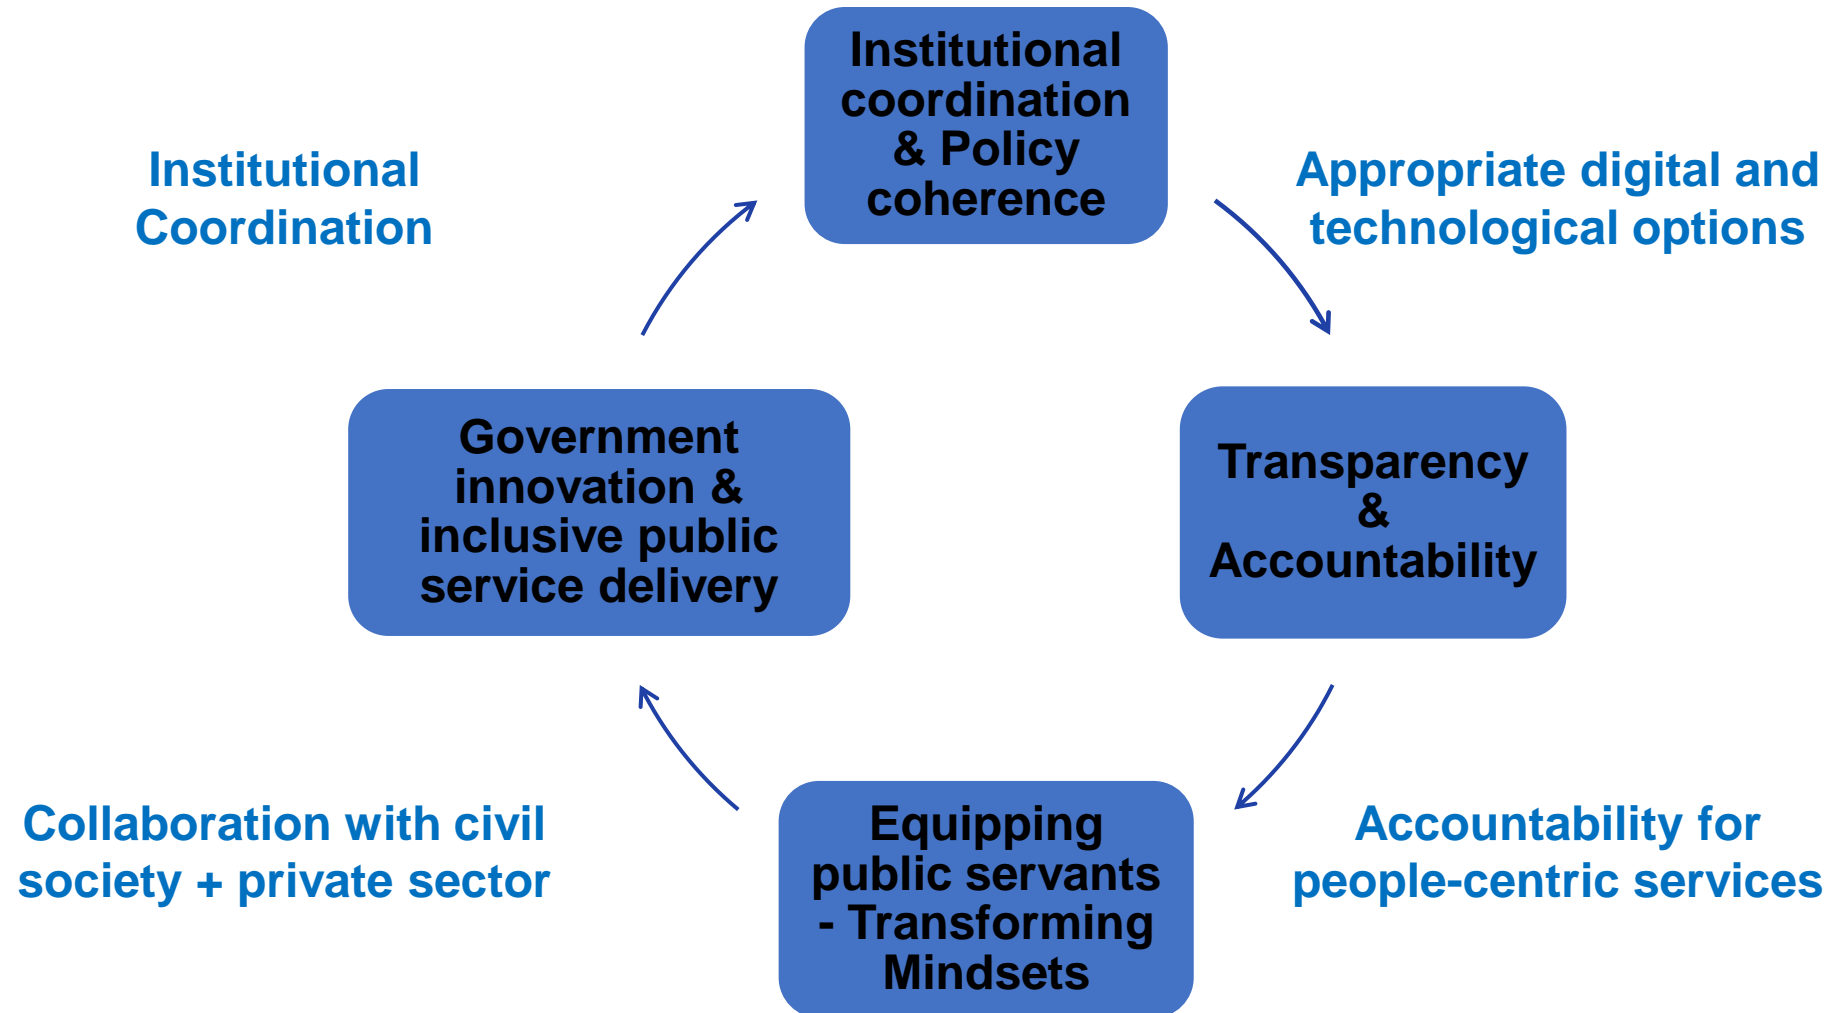 Institutional
coordination
& Policy
coherence
Institutional
Coordination
Appropriate digital and
technological options
Government
innovation &
inclusive public
service delivery
Transparency
&
Accountability
Collaboration with civil
society + private sector
Equipping
public servants
- Transforming
Mindsets
Accountability for
people-centric services